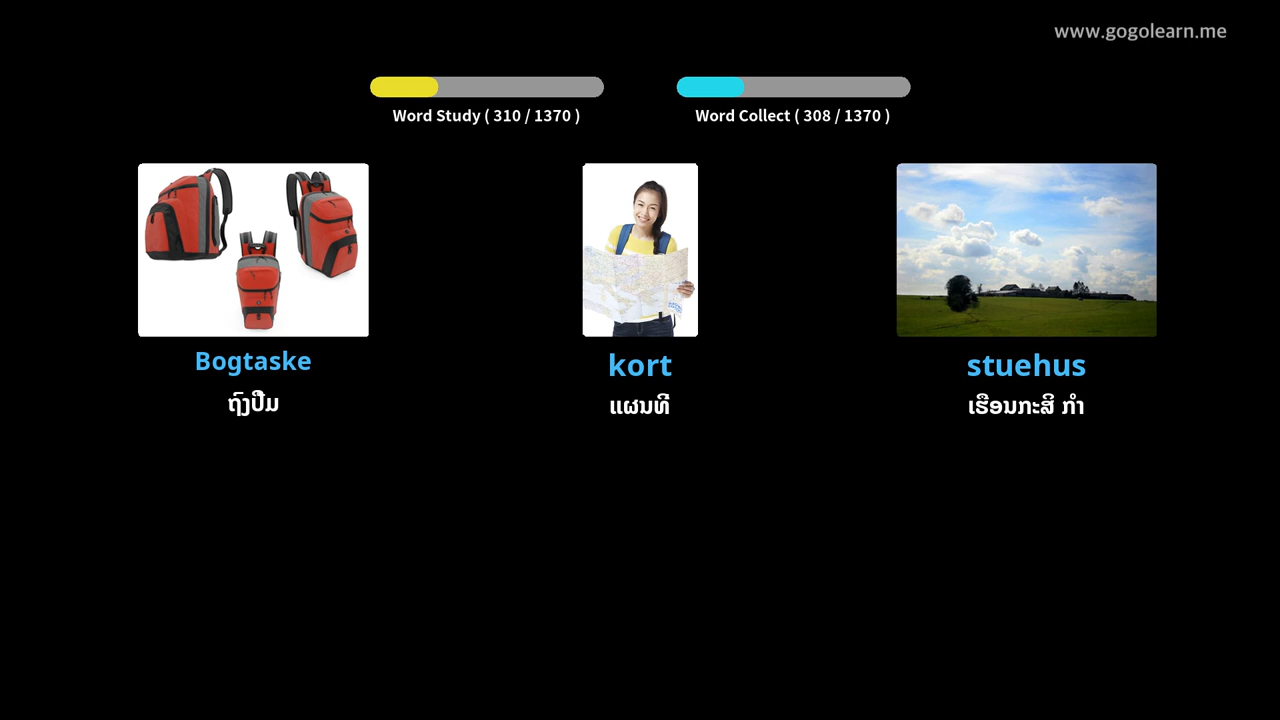 www.gogolearn.me
Word Study ( 310 / 1370 )
Word Collect ( 308 / 1370 )
Bogtaske
ຖົງປຶ້ມ
kort
ແຜນທີ
stuehus
ເຮືອນກະສິ ກຳ